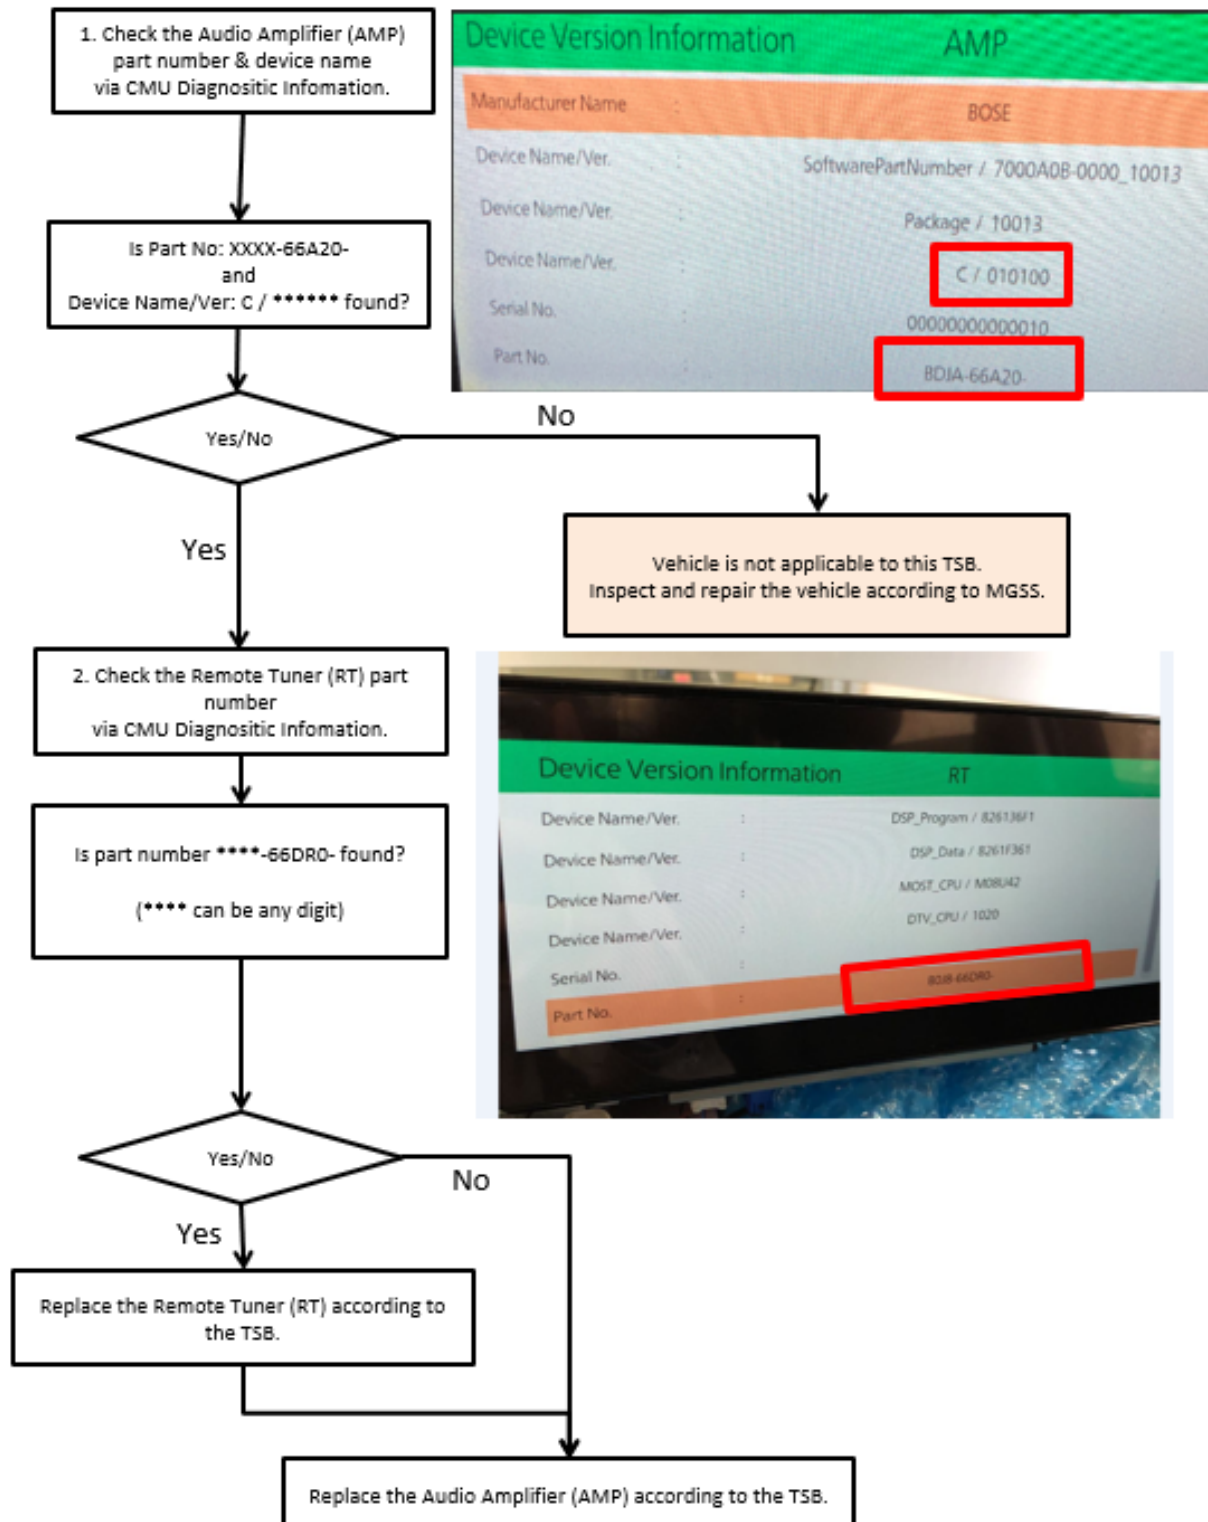 1. Check the Audio Amplifier (AMP)
part number & device name
via CMU Diagnositic Infomation.
Device Version Information AMP
Manufacturer Name : BOSE
Device Name/Ver. : SoftwarePartNumber / 7000A0B-0000_10013
Device Name/Ver. : Package / 10013
Device Name/Ver. : C / 010100
Serial No. : 00000000000010
Part No. : BDJA-66A20-
Is Part No: XXXX-66A20-
and
Device Name/Ver: C / ****** found?
Yes/No
No
Yes
Vehicle is not applicable to this TSB.
Inspect and repair the vehicle according to MGSS.
2. Check the Remote Tuner (RT) part
number
via CMU Diagnositic Infomation.
Device Version Information RT
Device Name/Ver. : DSP_Program / 826136F1
Device Name/Ver. : DSP_Data / 8261F361
Device Name/Ver. : MOST_CPU / M08U42
Device Name/Ver. : DTV_CPU / 1020
Serial No. :
Part No. : -66DR0-
Is part number ****-66DR0- found?
(**** can be any digit)
Yes/No
No
Yes
Replace the Remote Tuner (RT) according to
the TSB.
Replace the Audio Amplifier (AMP) according to the TSB.